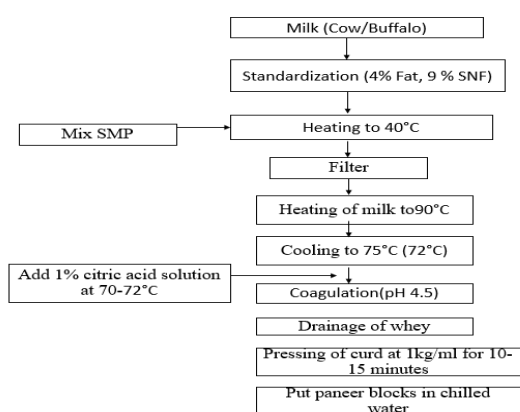 Milk (Cow/Buffalo)
Standardization (4% Fat, 9 % SNF)
Mix SMP
Heating to 40°C
Filter
Heating of milk to90°C
Cooling to 75°C (72°C)
Add 1% citric acid solution
at 70-72°C
Coagulation(pH 4.5)
Drainage of whey
Pressing of curd at 1kg/ml for 10-
15 minutes
Put paneer blocks in chilled
water